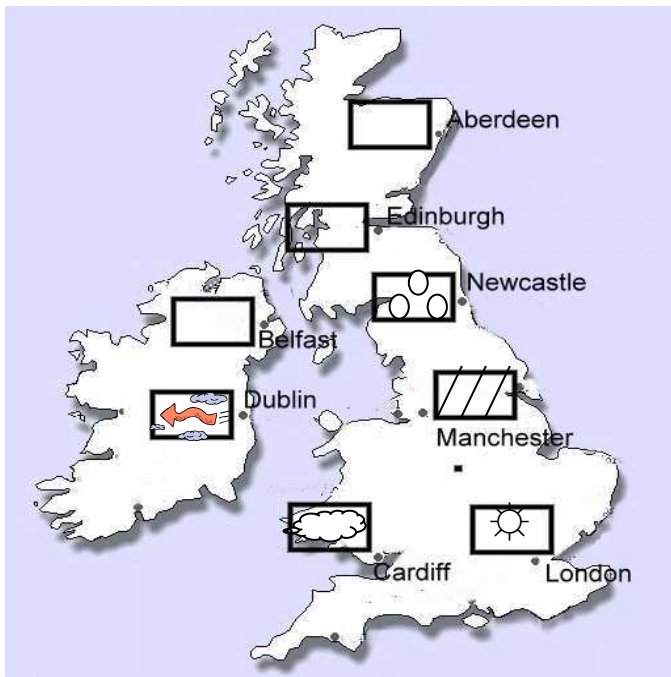 Aberdeen
Edinburgh
Newcastle
Belfast
Dublin
Manchester
Cardiff
London